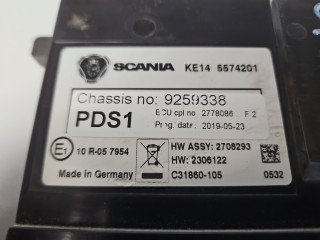 SCANIA KE14 5574201
Chassis no: 9259338
PDS1 ECU cpl no 2778086 F 2
Prng. date: 2019-05-23
E1 10 R-05 7954
HW ASSY: 2708293
HW: 2306122
Made in Germany C31860-105 0532